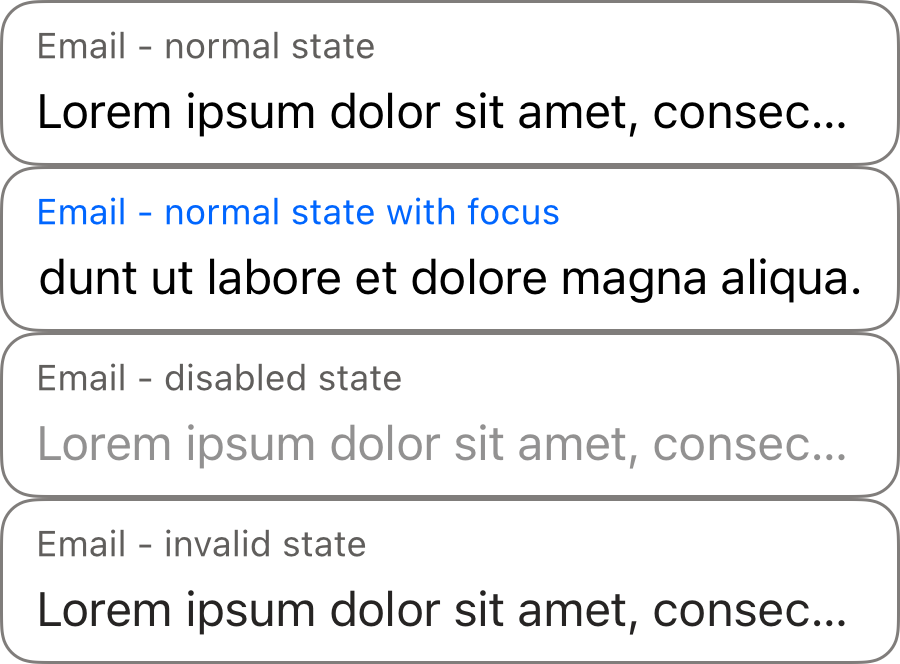 Email - normal state
Lorem ipsum dolor sit amet, consec...
Email - normal state with focus
dunt ut labore et dolore magna aliqua.
Email - disabled state
Lorem ipsum dolor sit amet, consec...
Email - invalid state
Lorem ipsum dolor sit amet, consec...